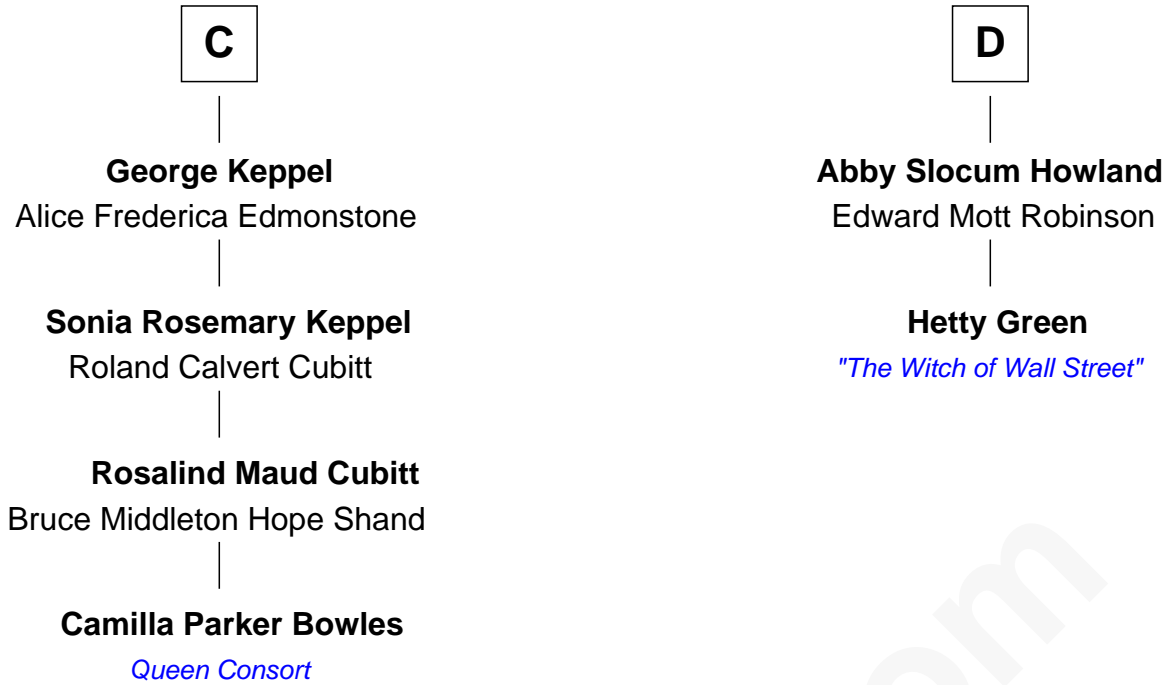 C
George Keppel
Alice Frederica Edmonstone
Sonia Rosemary Keppel
Roland Calvert Cubitt
Rosalind Maud Cubitt
Bruce Middleton Hope Shand
Camilla Parker Bowles
Queen Consort
D
Abby Slocum Howland
Edward Mott Robinson
Hetty Green
"The Witch of Wall Street"
om